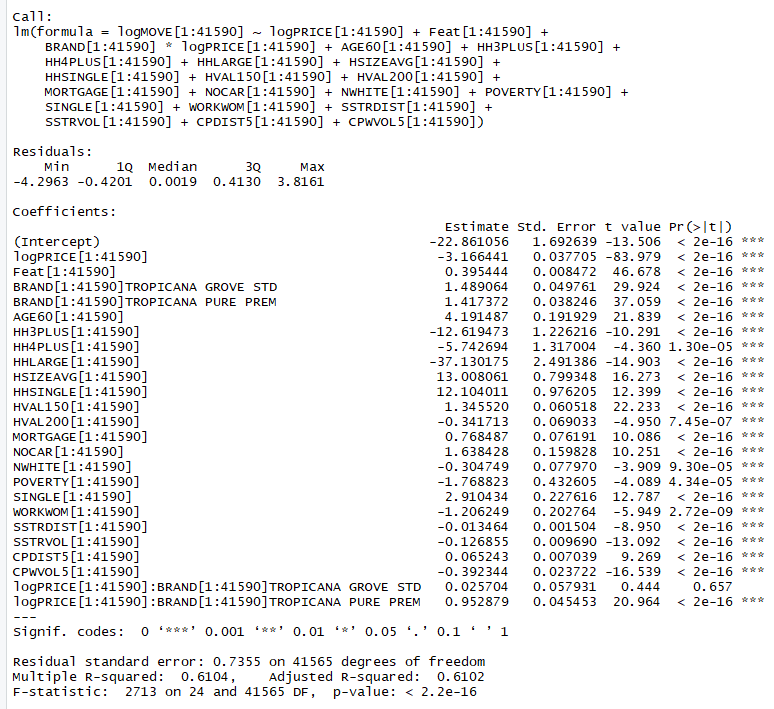 Call:
lm(formula = logMOVE[1:41590] ~ logPRICE[1:41590] + Feat[1:41590] +
    BRAND[1:41590] * logPRICE[1:41590] + AGE60[1:41590] + HH3PLUS[1:41590] +
    HH4PLUS[1:41590] + HHLARGE[1:41590] + HSIZEAVG[1:41590] +
    HHSINGLE[1:41590] + HVAL150[1:41590] + HVAL200[1:41590] +
    MORTGAGE[1:41590] + NOCAR[1:41590] + NWHITE[1:41590] + POVERTY[1:41590] +
    SINGLE[1:41590] + WORKWOM[1:41590] + SSTRDIST[1:41590] +
    SSTRVOL[1:41590] + CPDIST5[1:41590] + CPWVOL5[1:41590])
Residuals:
    Min      1Q  Median      3Q     Max
-4.2963 -0.4201  0.0019  0.4130  3.8161
Coefficients:
Estimate Std. Error t value Pr(>|t|)
(Intercept) -22.861056 1.692639 -13.506 < 2e-16 ***
logPRICE[1:41590] -3.166441 0.037705 -83.979 < 2e-16 ***
Feat[1:41590] 0.395444 0.008472 46.678 < 2e-16 ***
BRAND[1:41590]TROPICANA GROVE STD 1.489064 0.049761 29.924 < 2e-16 ***
BRAND[1:41590]TROPICANA PURE PREM 1.417372 0.038246 37.059 < 2e-16 ***
AGE60[1:41590] 4.191487 0.191929 21.839 < 2e-16 ***
HH3PLUS[1:41590] -12.619473 1.226216 -10.291 < 2e-16 ***
HH4PLUS[1:41590] -5.742694 1.317004 -4.360 1.30e-05 ***
HHLARGE[1:41590] -37.130175 2.491386 -14.903 < 2e-16 ***
HSIZEAVG[1:41590] 13.008061 0.799348 16.273 < 2e-16 ***
HHSINGLE[1:41590] 12.104011 0.976205 12.399 < 2e-16 ***
HVAL150[1:41590] 1.345520 0.060518 22.233 < 2e-16 ***
HVAL200[1:41590] -0.341713 0.069033 -4.950 7.45e-07 ***
MORTGAGE[1:41590] 0.768487 0.076191 10.086 < 2e-16 ***
NOCAR[1:41590] 1.638428 0.159828 10.251 < 2e-16 ***
NWHITE[1:41590] -0.304749 0.077970 -3.909 9.30e-05 ***
POVERTY[1:41590] -1.768823 0.432605 -4.089 4.34e-05 ***
SINGLE[1:41590] 2.910434 0.227616 12.787 < 2e-16 ***
WORKWOM[1:41590] -1.206249 0.202764 -5.949 2.72e-09 ***
SSTRDIST[1:41590] -0.013464 0.001504 -8.950 < 2e-16 ***
SSTRVOL[1:41590] -0.126855 0.009690 -13.092 < 2e-16 ***
CPDIST5[1:41590] 0.065243 0.007039 9.269 < 2e-16 ***
CPWVOL5[1:41590] -0.392344 0.023722 -16.539 < 2e-16 ***
logPRICE[1:41590]:BRAND[1:41590]TROPICANA GROVE STD 0.025704 0.057931 0.444 0.657
logPRICE[1:41590]:BRAND[1:41590]TROPICANA PURE PREM 0.952879 0.045453 20.964 < 2e-16 ***
---
Signif. codes:  0 ‘***’ 0.001 ‘**’ 0.01 ‘*’ 0.05 ‘.’ 0.1 ‘ ’ 1
Residual standard error: 0.7355 on 41565 degrees of freedom
Multiple R-squared:  0.6104,    Adjusted R-squared:  0.6102
F-statistic:  2713 on 24 and 41565 DF,  p-value: < 2.2e-16